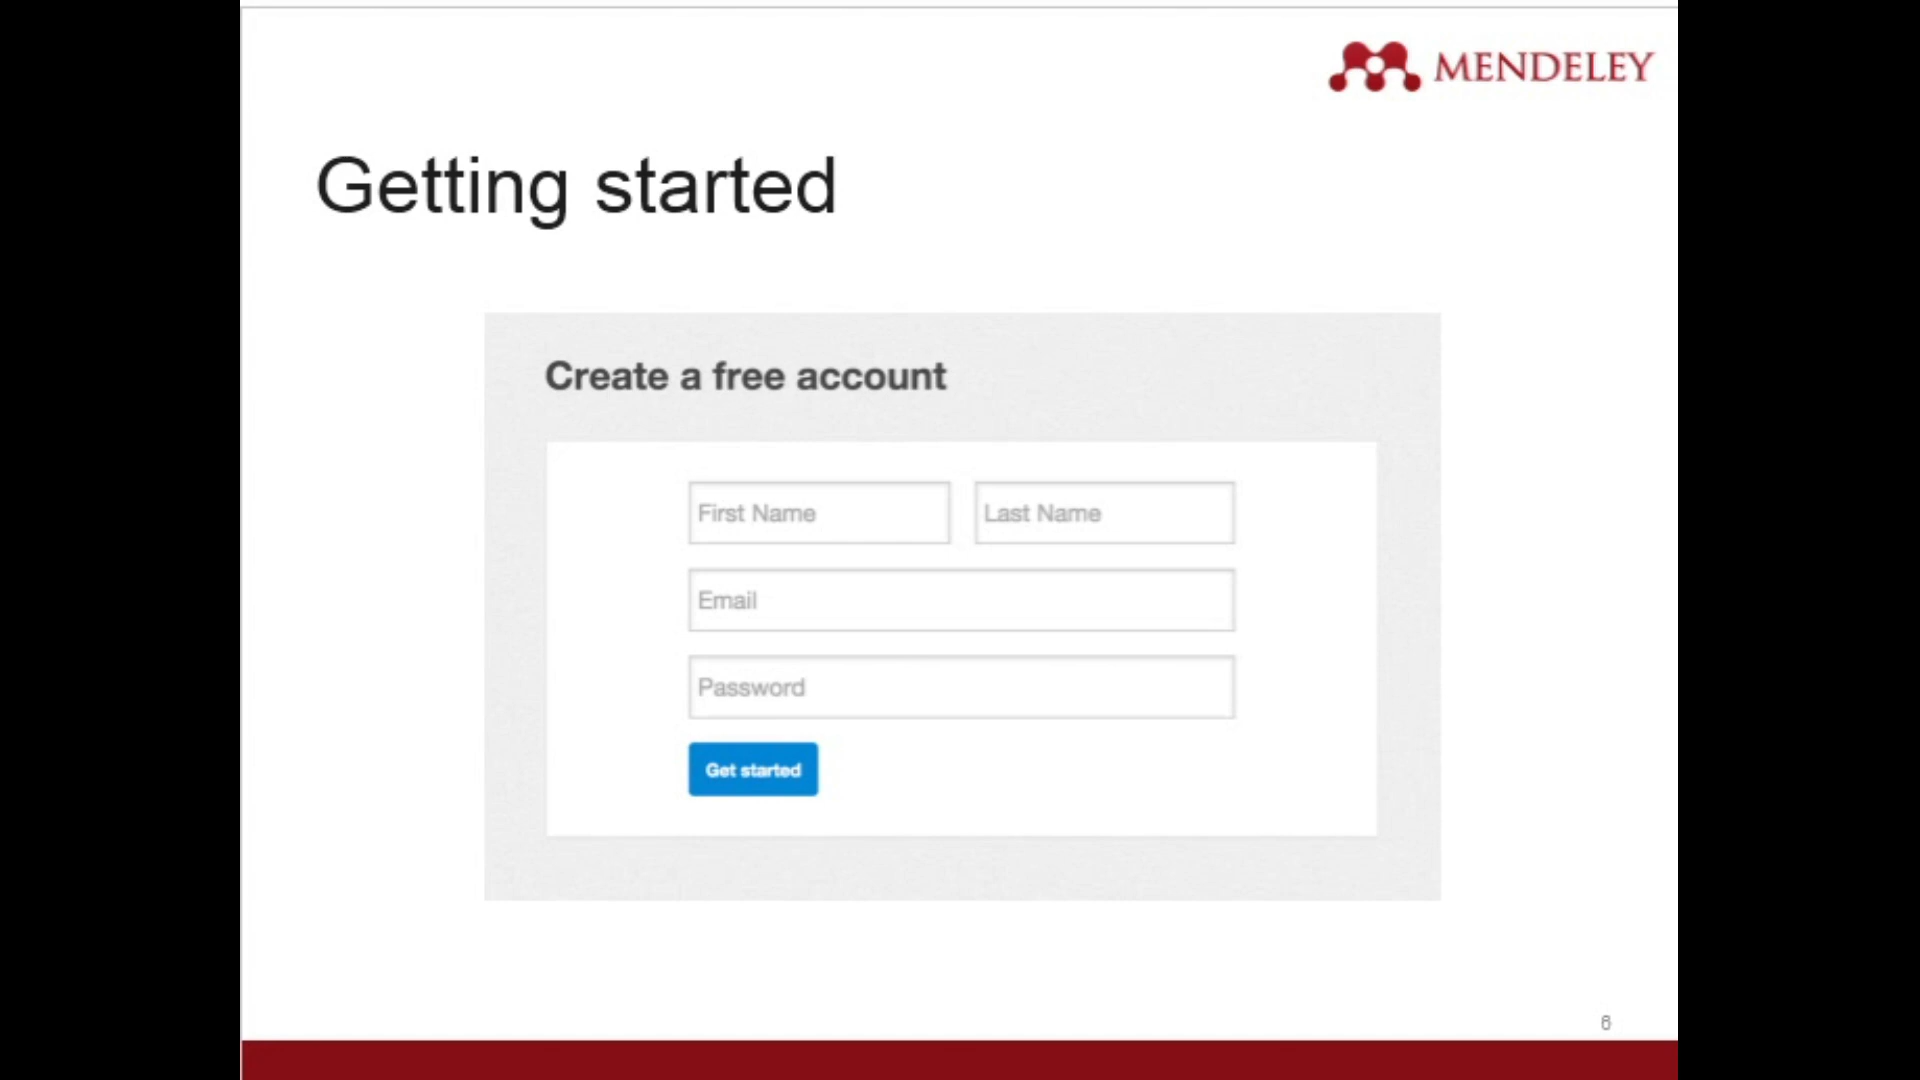 MENDELEY
Getting started
Create a free account
First Name
Last Name
Email
Password
Get started
6